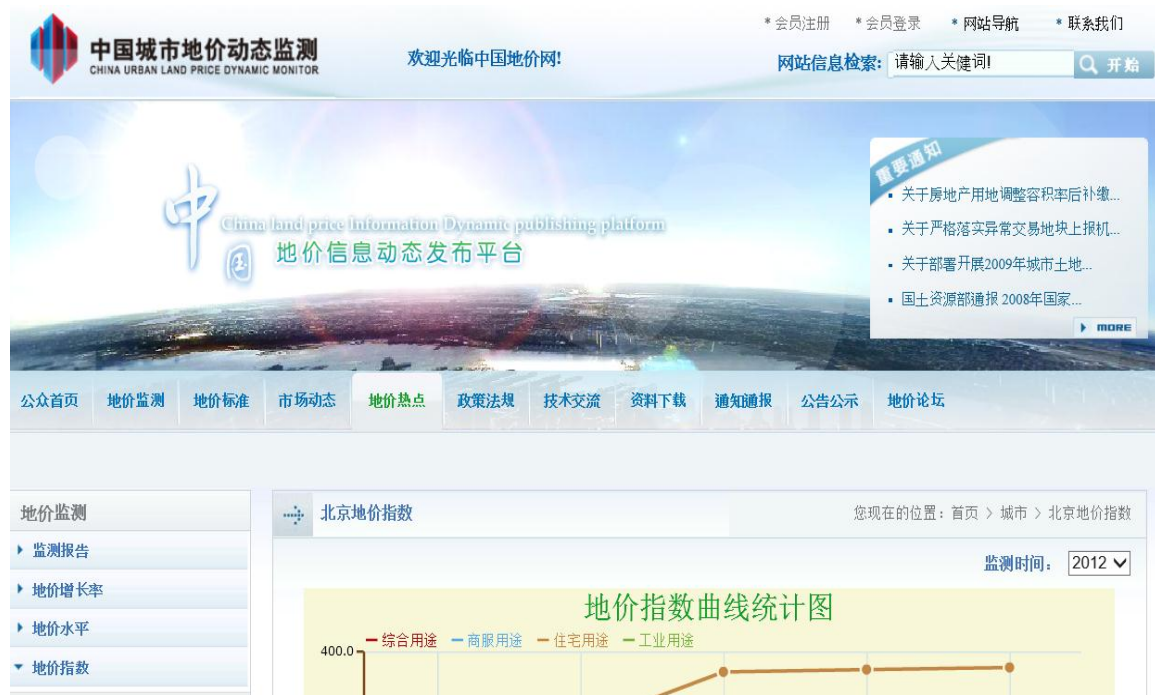 * 会员注册 * 会员登录 * 网站导航 * 联系我们
中国城市地价动态监测
CHINA URBAN LAND PRICE DYNAMIC MONITOR
欢迎光临中国地价网!
网站信息检索: 请输入关健词! 开始
重要通知
关于房地产用地调整容积率后补缴...
关于严格落实异常交易地块上报机...
关于部署开展2009年城市土地...
国土资源部通报 2008年国家...
MORE
中国
China land price Information Dynamic publishing platform
地价信息动态发布平台
公众首页 地价监测 地价标准 市场动态 地价热点 政策法规 技术交流 资料下载 通知通报 公告公示 地价论坛
地价监测
监测报告
地价增长率
地价水平
地价指数
北京地价指数 您现在的位置: 首页 > 城市 > 北京地价指数
监测时间: 2012
地价指数曲线统计图
综合用途 商服用途 住宅用途 工业用途
400.0